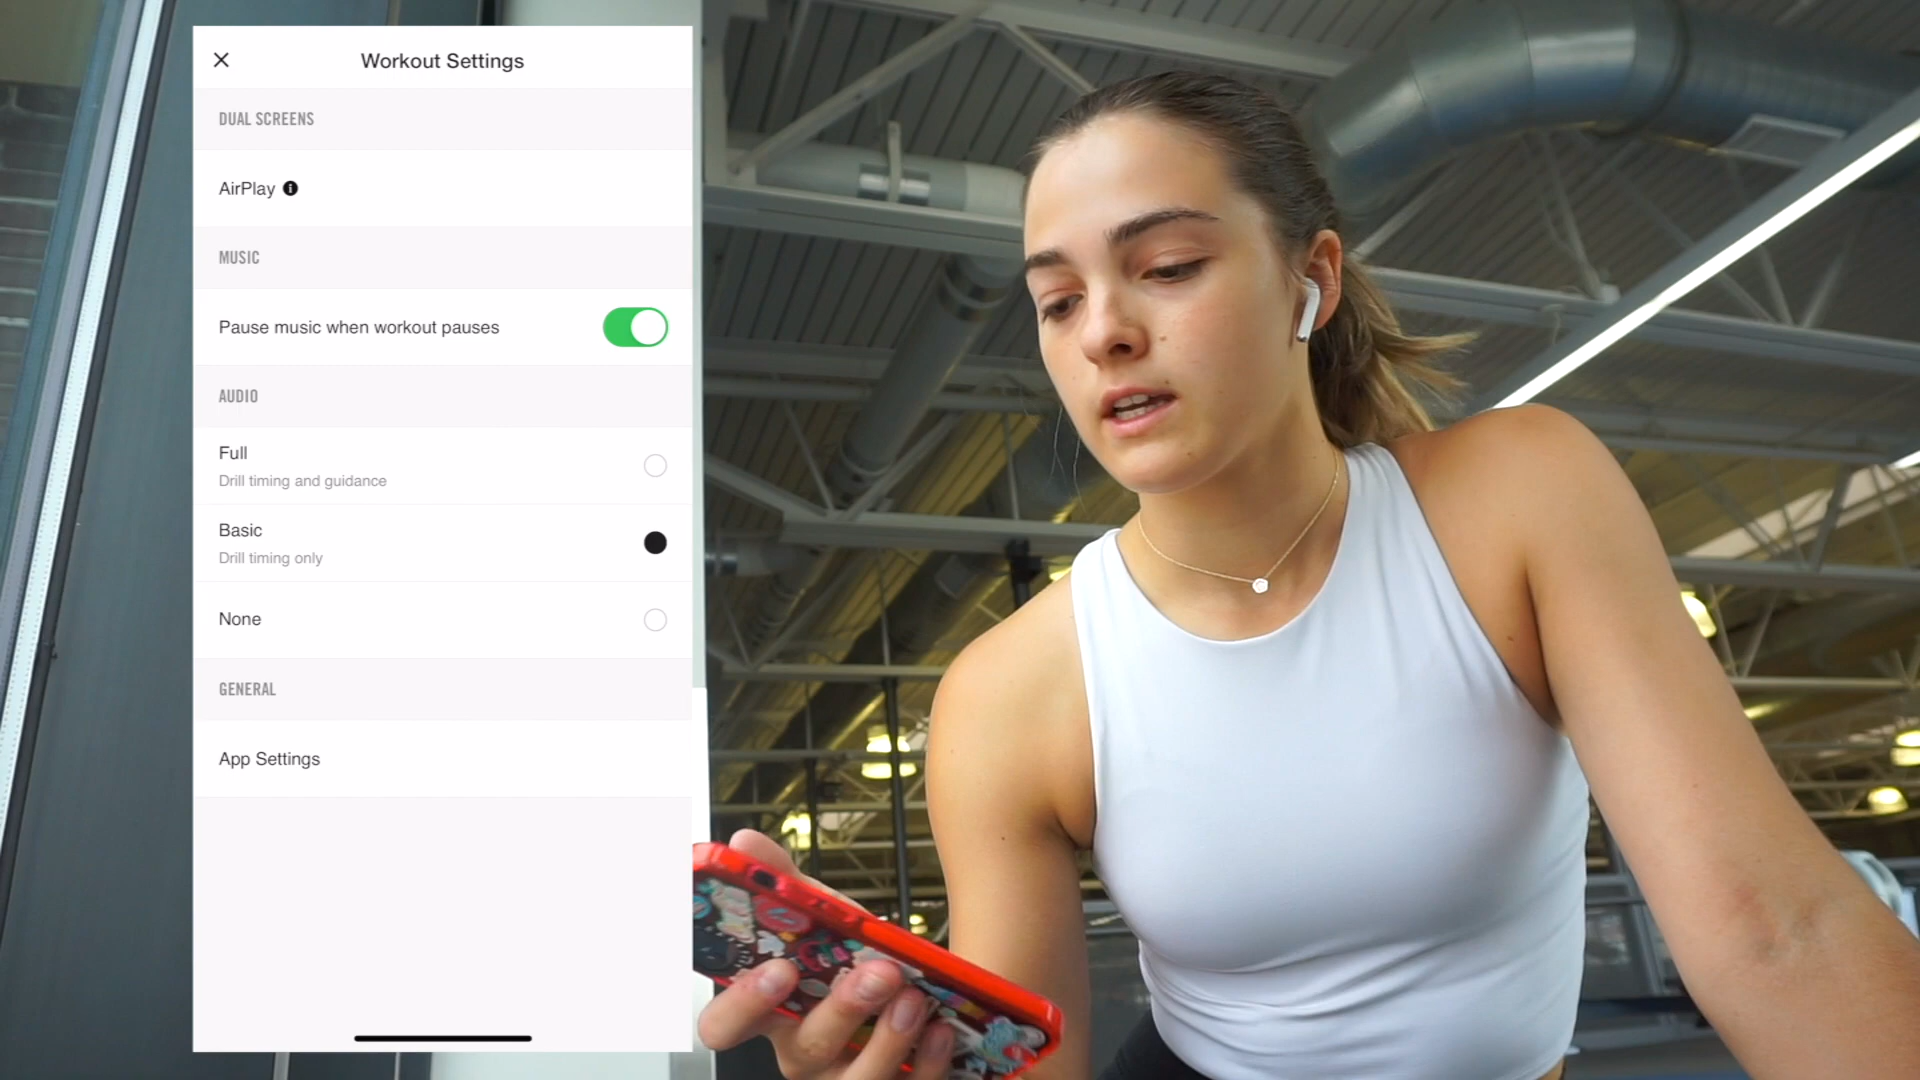 Workout Settings
DUAL SCREENS
AirPlay
MUSIC
Pause music when workout pauses
AUDIO
Full
Drill timing and guidance
Basic
Drill timing only
None
GENERAL
App Settings